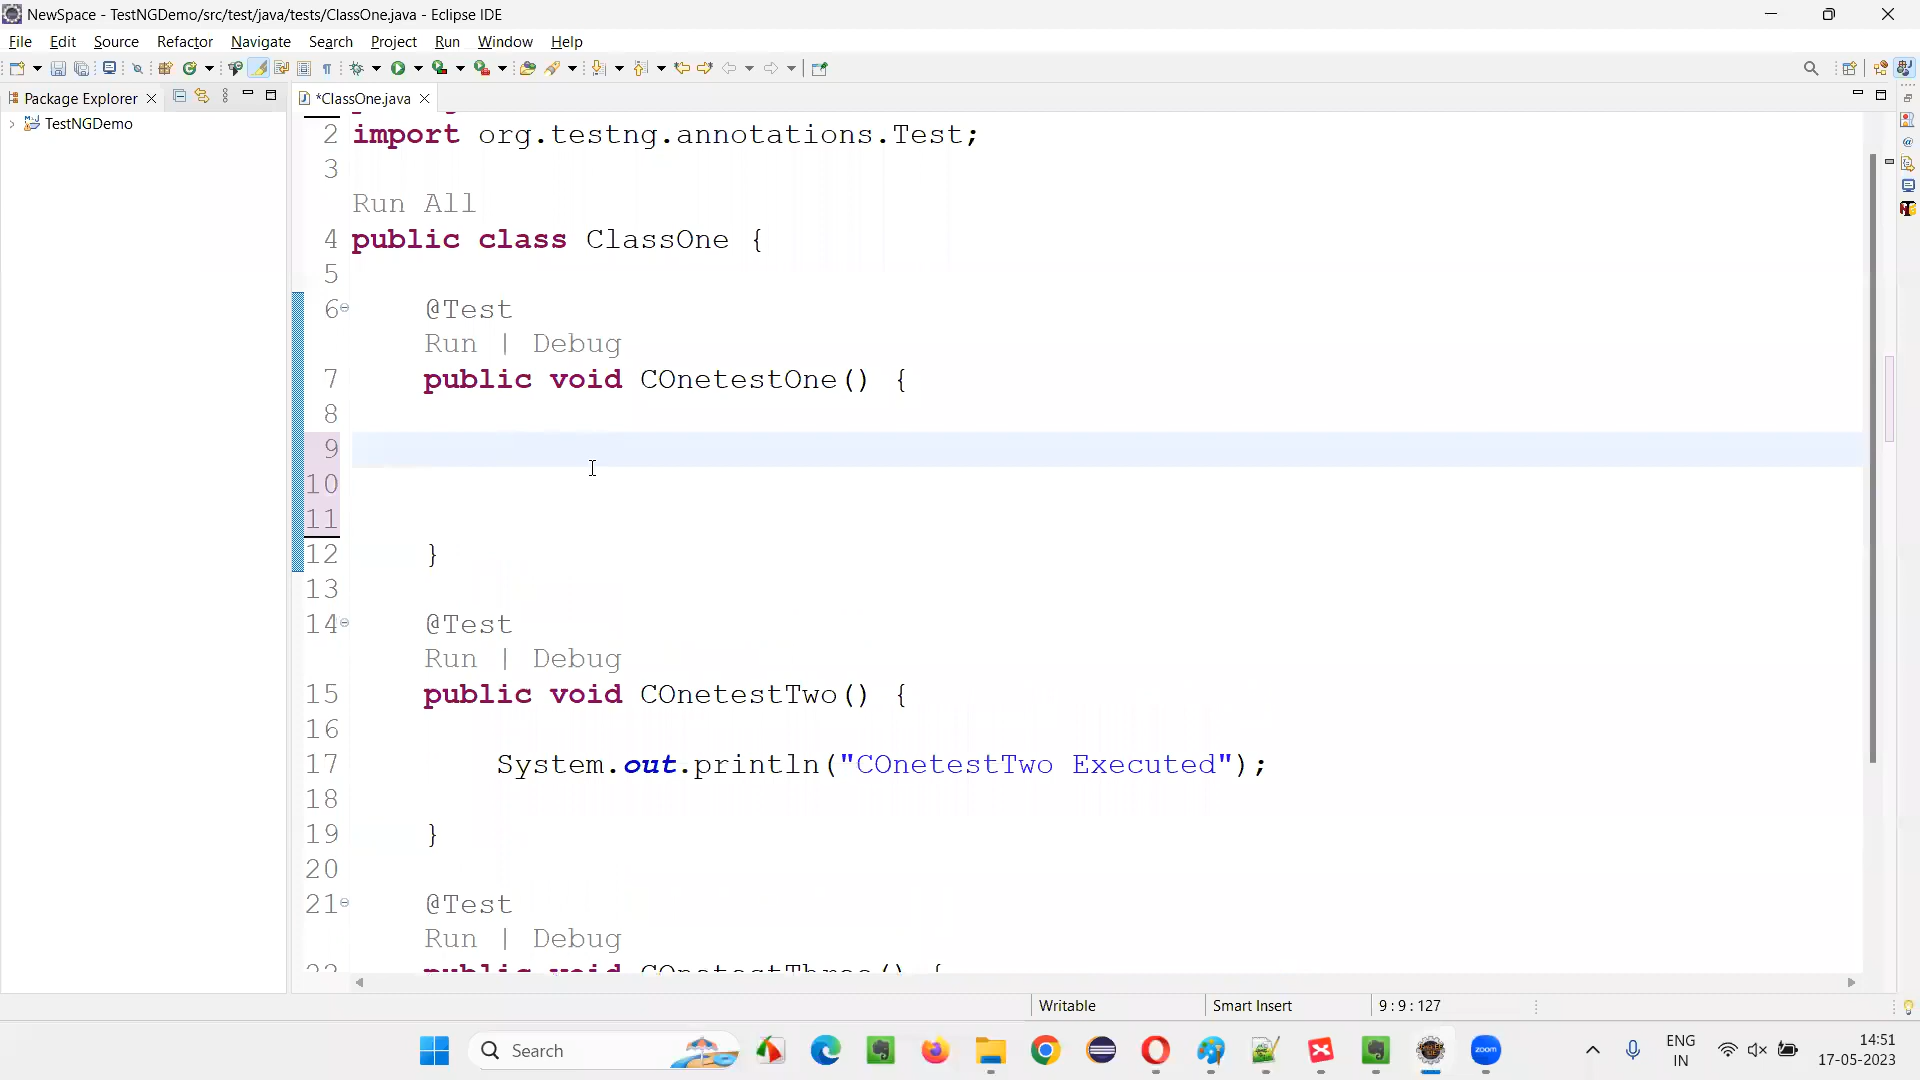 NewSpace - TestNGDemo/src/test/java/tests/ClassOne.java - Eclipse IDE
File Edit Source Refactor Navigate Search Project Run Window Help
Package Explorer
*ClassOne.java
TestNGDemo
2 import org.testng.annotations.Test;
3
Run All
4 public class ClassOne {
5
6 @Test
Run | Debug
7 public void COnetestOne() {
8
9
10
11
12 }
13
14 @Test
Run | Debug
15 public void COnetestTwo() {
16
17 System.out.println("COnetestTwo Executed");
18
19 }
20
21 @Test
Run | Debug
22 public void COnetestThree() {
Writable Smart Insert 9 : 9 : 127
Search
zoom
ENG
IN
14:51
17-05-2023